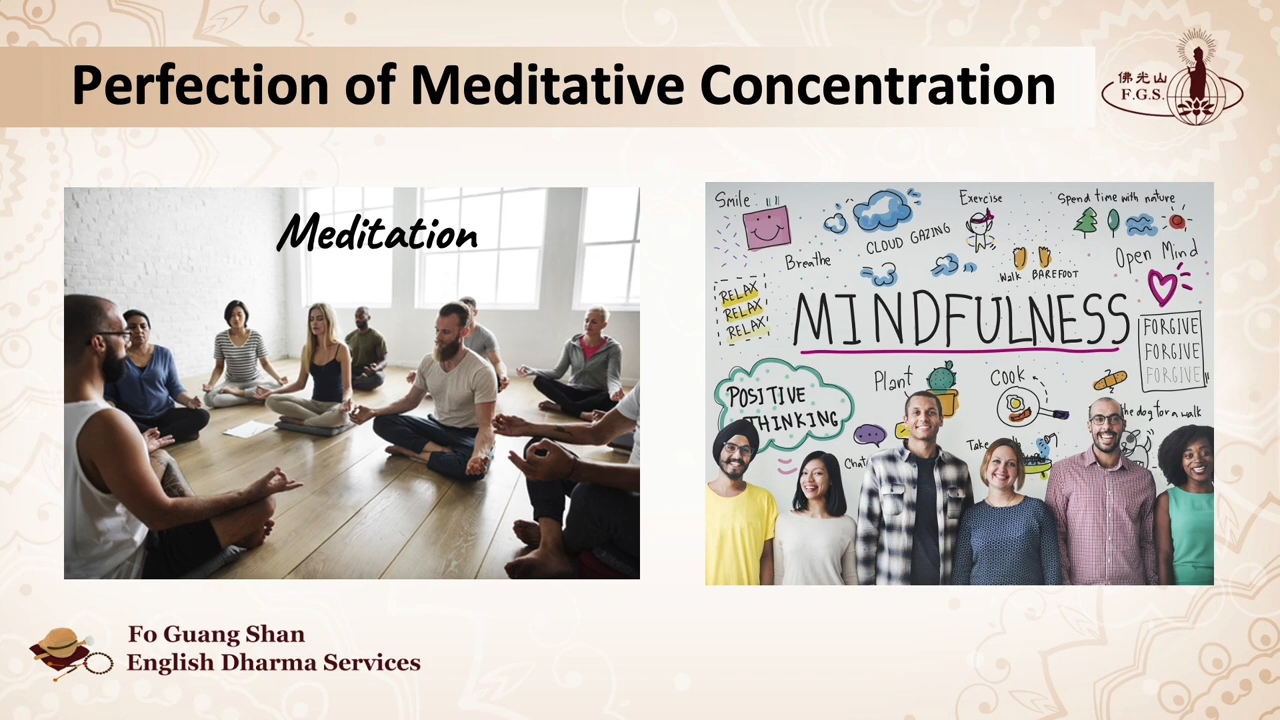 Perfection of Meditative Concentration
佛光山
F.G.S.
Meditation
Smile
Breathe
CLOUD GAZING
Exercise
Spend time with nature
Walk BAREFOOT
Open Mind
RELAX
RELAX
RELAX!
MINDFULNESS
FORGIVE
FORGIVE
FORGIVE
POSITIVE
THINKING
Plant
Cook
the dog for a walk
Take
Chat
Fo Guang Shan
English Dharma Services